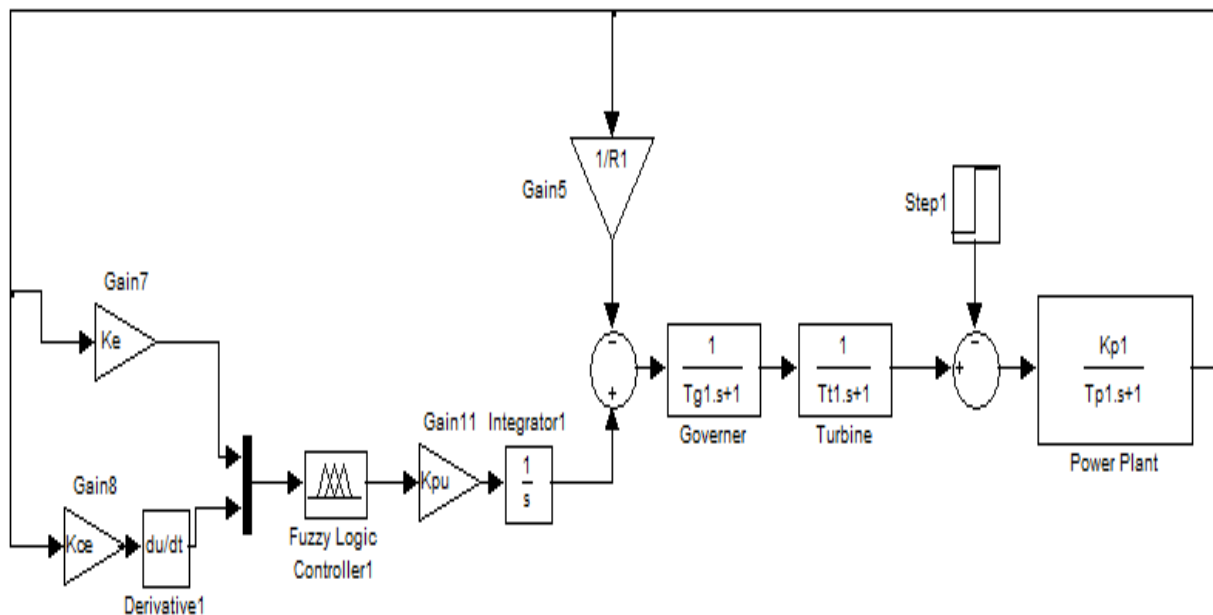 1/R1
Gain5
Step1
Gain7
Ke
Gain11
Integrator1
1
Tg1.s+1
Governer
1
Tt1.s+1
Turbine
Kp1
Tp1.s+1
Power Plant
Gain8
Kpu
1
s
Kce
du/dt
Derivative1
Fuzzy Logic
Controller1
-
+
+
-